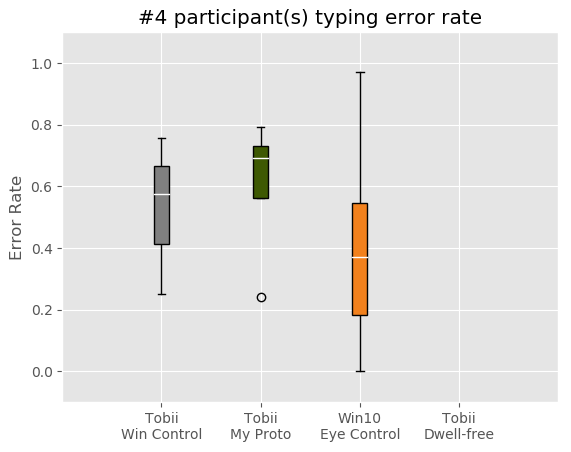 #4 participant(s) typing error rate
1.0
0.8
0.6
0.4
0.2
0.0
Error Rate
Tobii
Win Control
Tobii
My Proto
Win10
Eye Control
Tobii
Dwell-free